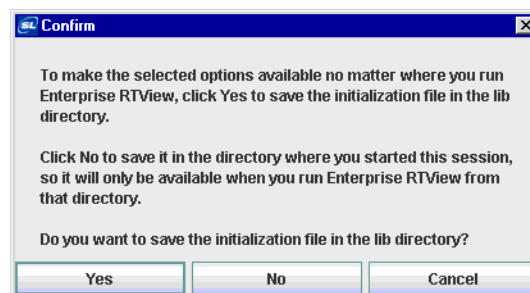 SL Confirm
To make the selected options available no matter where you run
Enterprise RTView, click Yes to save the initialization file in the lib
directory.
Click No to save it in the directory where you started this session,
so it will only be available when you run Enterprise RTView from
that directory.
Do you want to save the initialization file in the lib directory?
Yes No Cancel